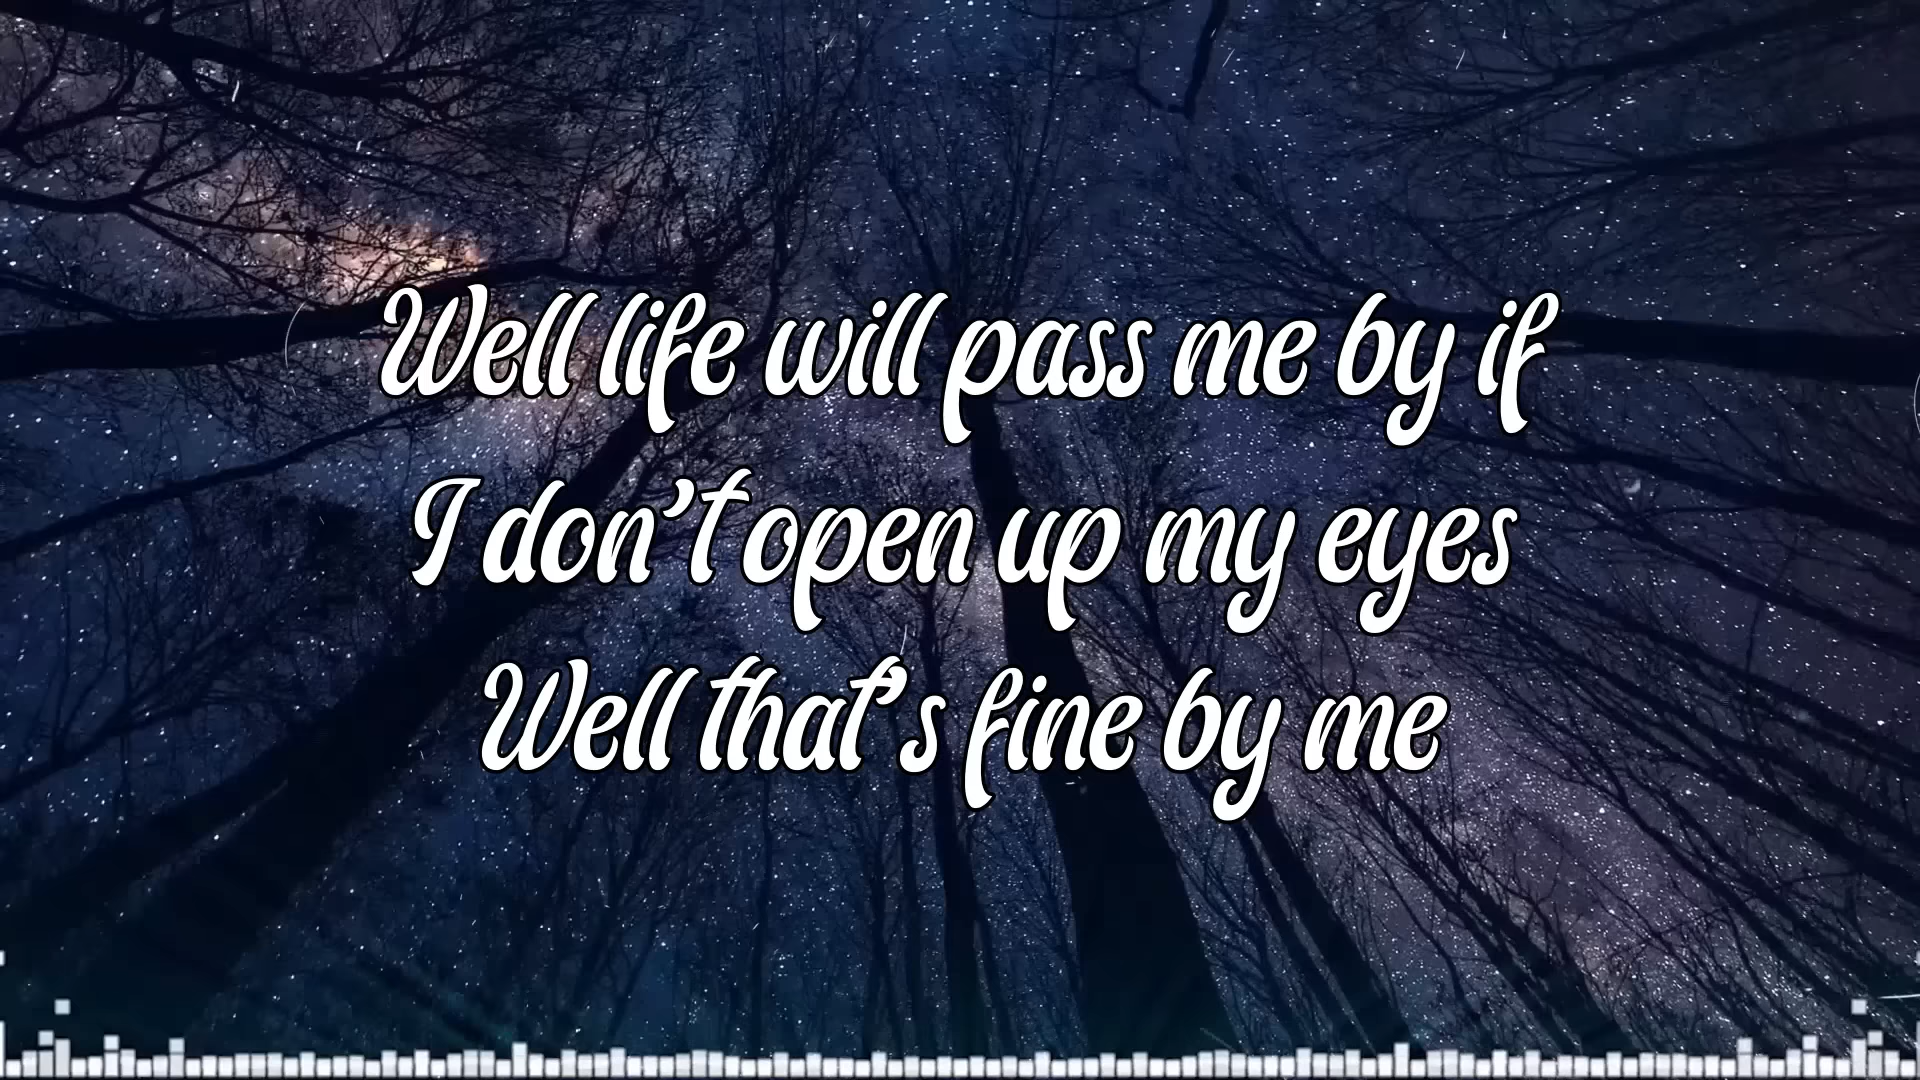 Well life will pass me by if
I don't open up my eyes
Well that's fine by me